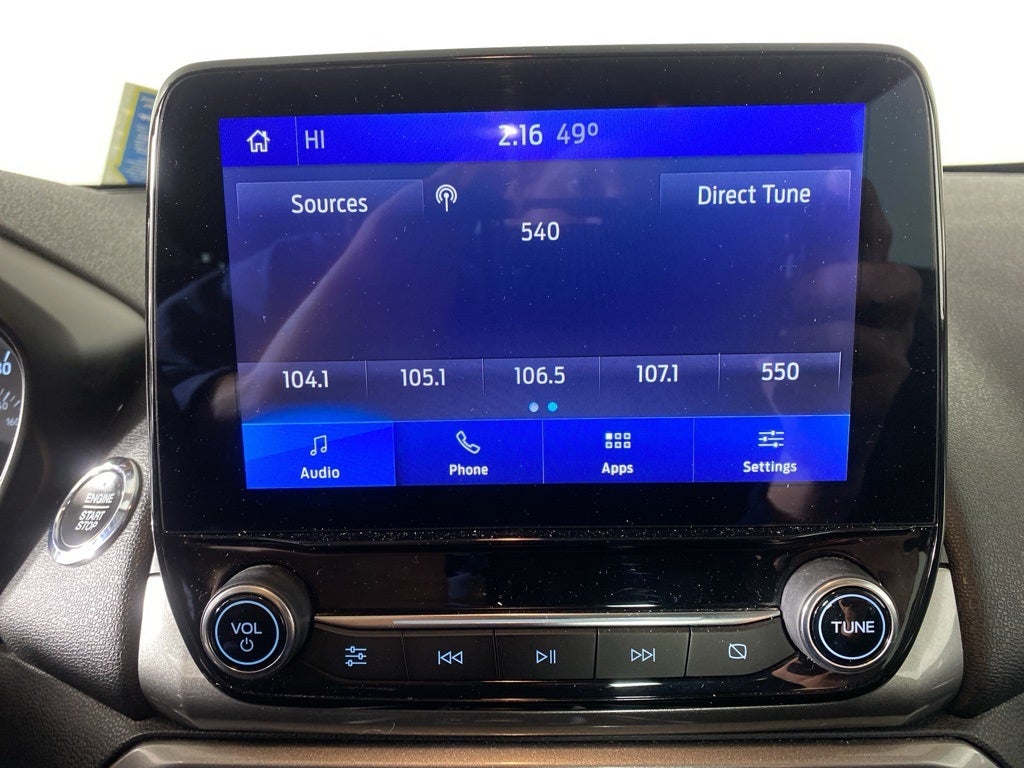 HI 2:16 49°
Sources Direct Tune
540
104.1 105.1 106.5 107.1 550
Audio Phone Apps Settings
ENGINE
START
STOP
VOL TUNE